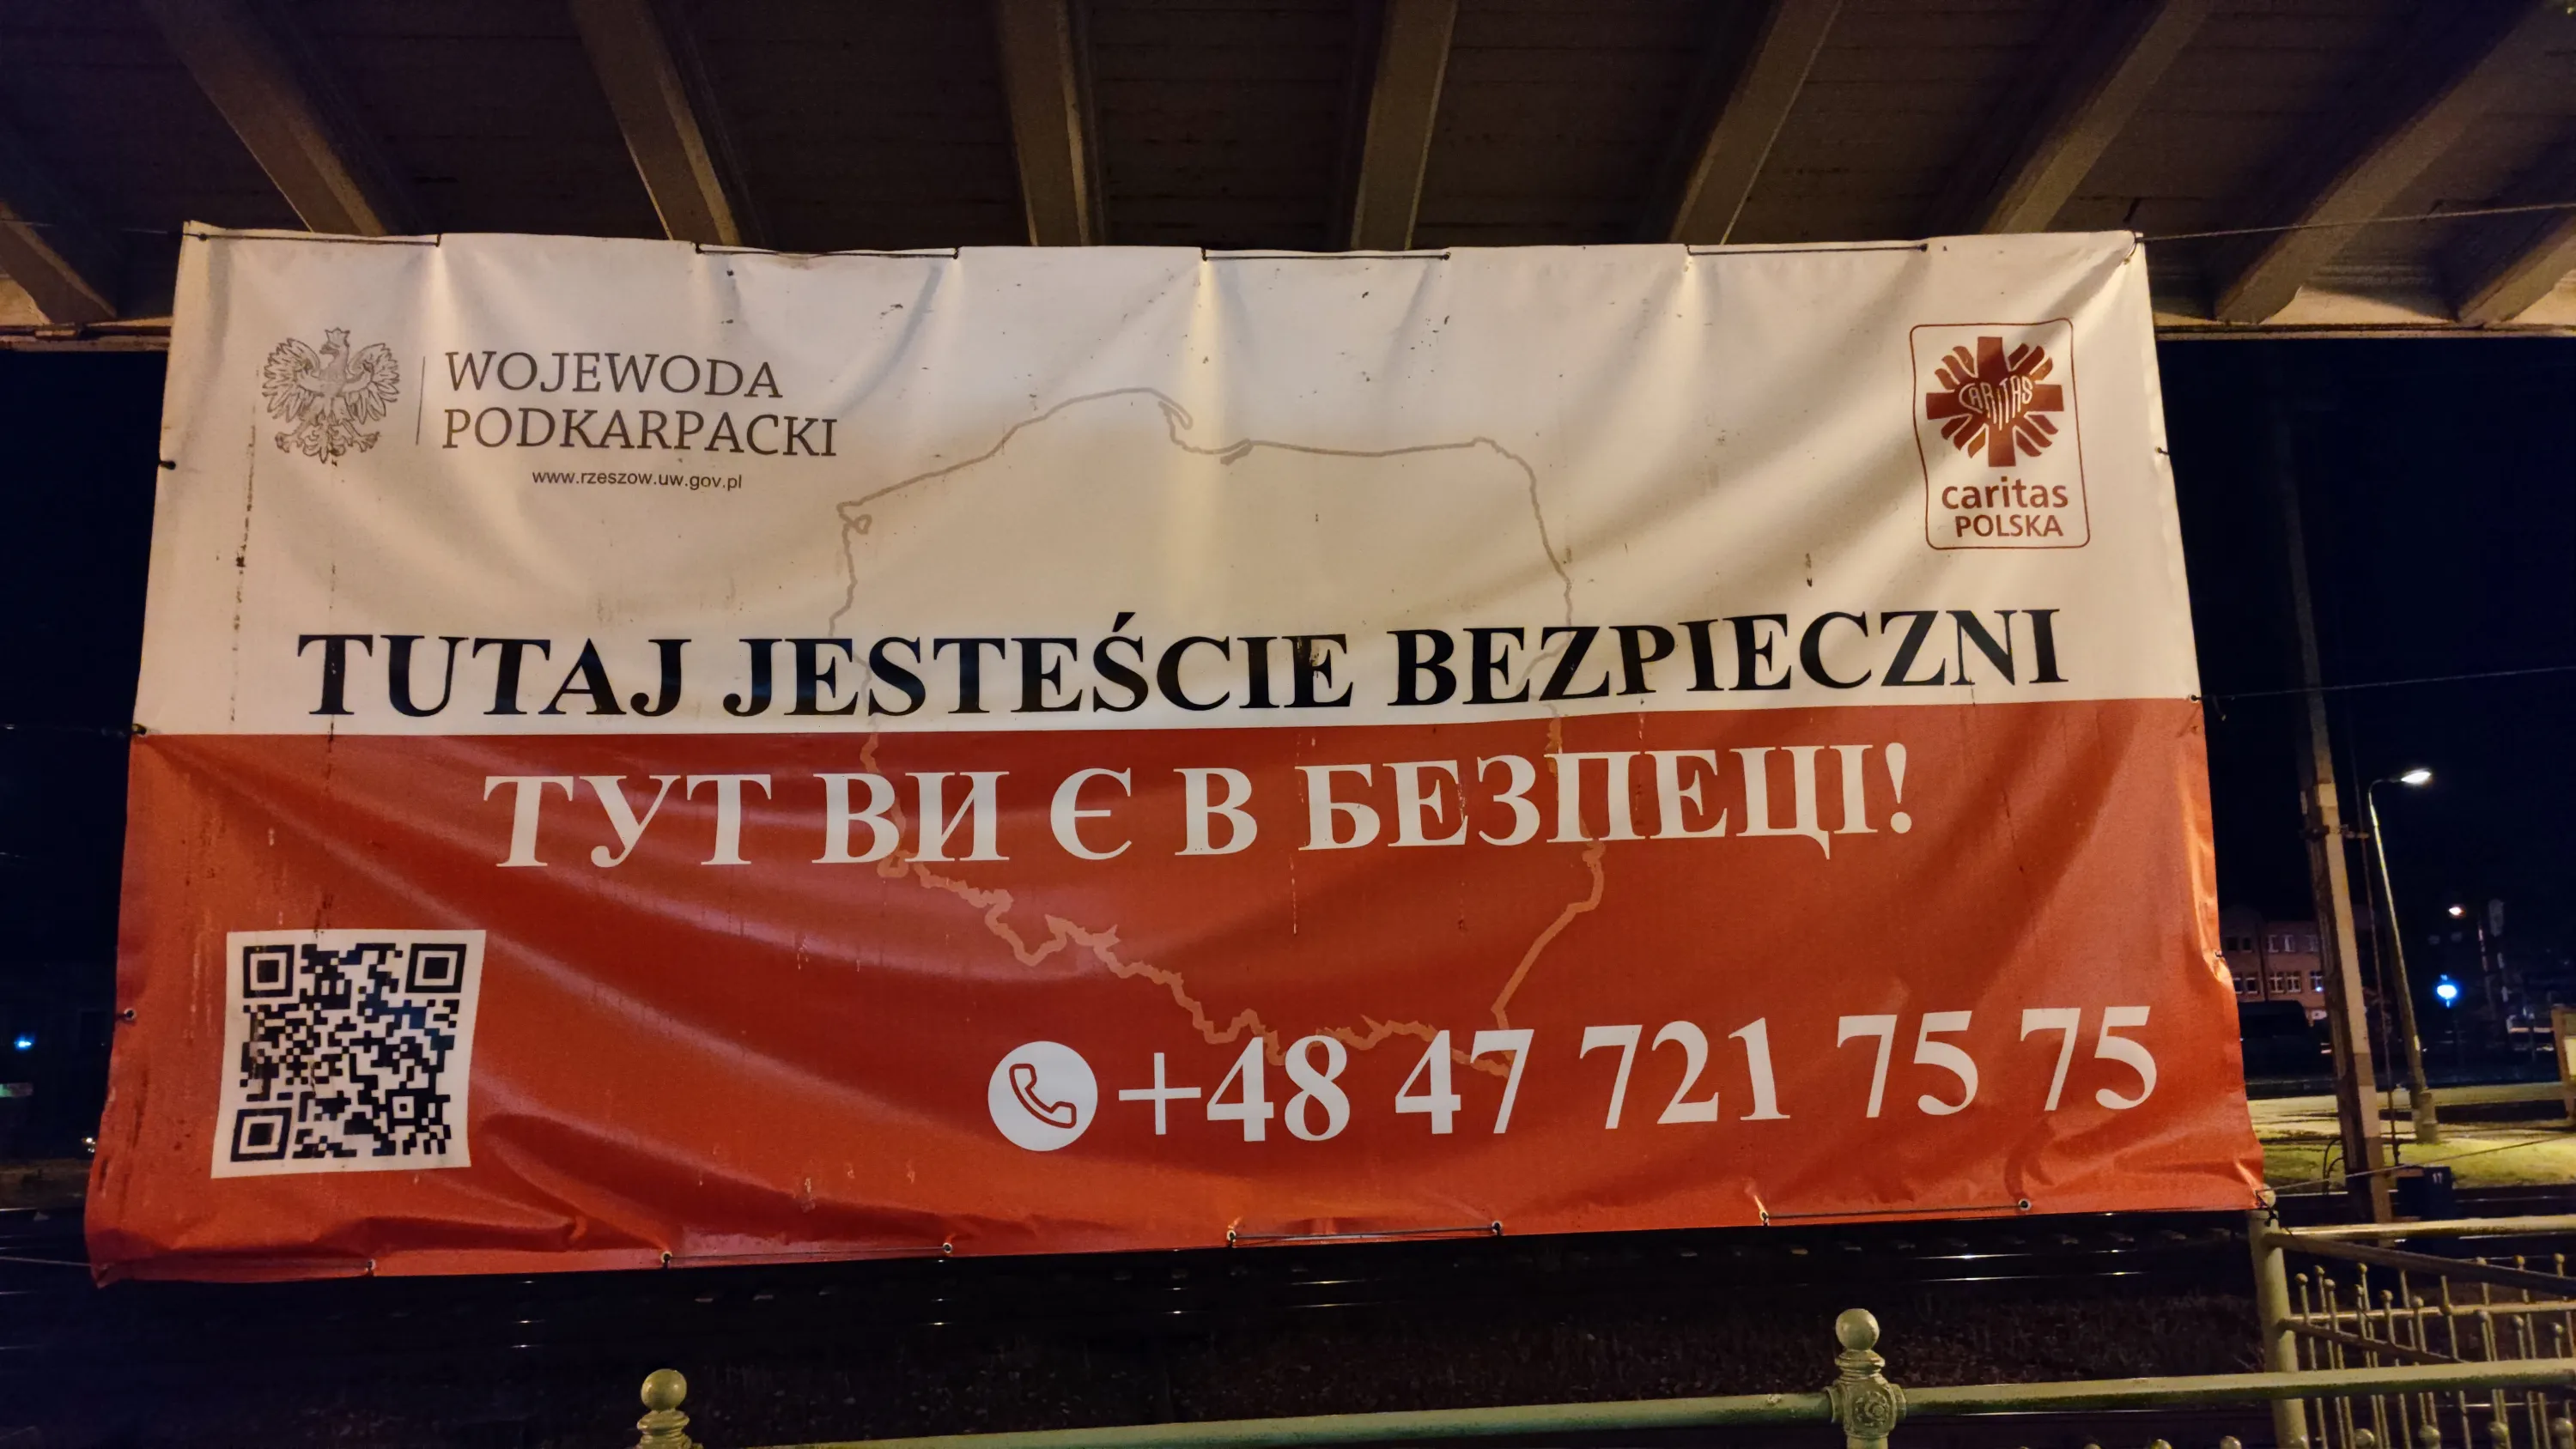 WOJEWODA
PODKARPACKI
www.rzeszow.uw.gov.pl
CARITAS
caritas
POLSKA
TUTAJ JESTEŚCIE BEZPIECZNI
ТУТ ВИ Є В БЕЗПЕЦІ!
+48 47 721 75 75